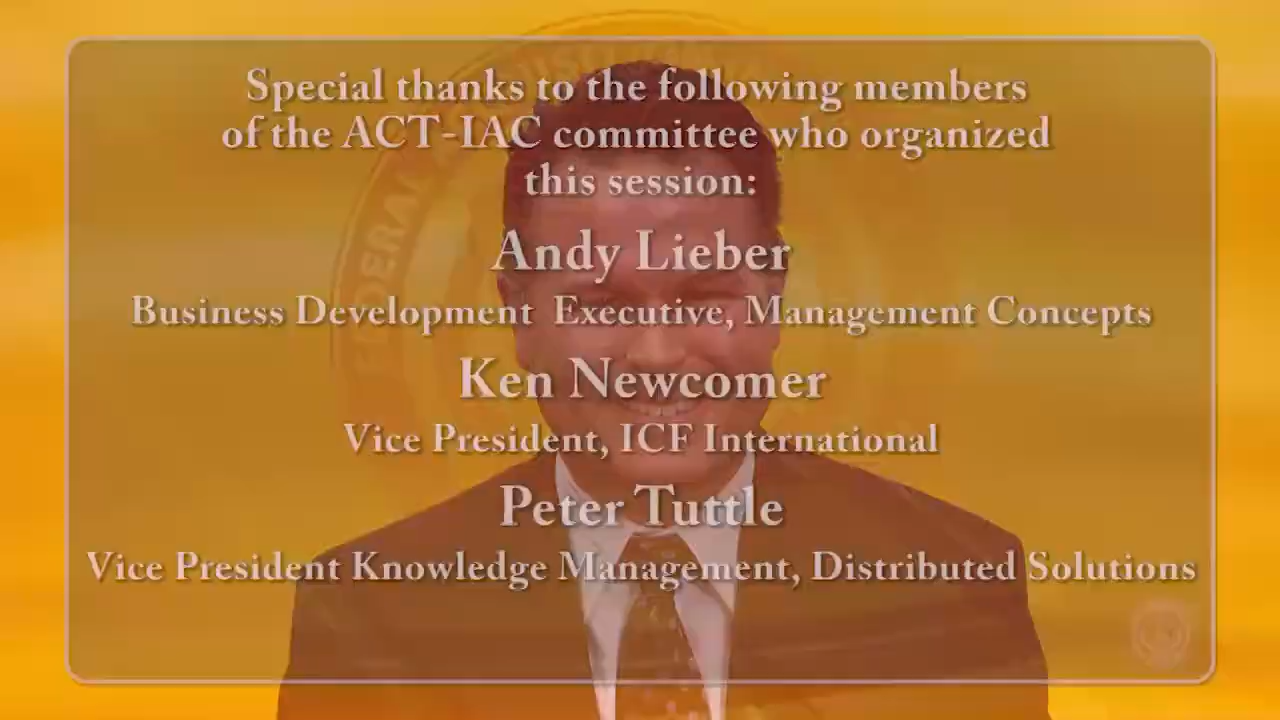 Special thanks to the following members
of the ACT-IAC committee who organized
this session:
Andy Lieber
Business Development Executive, Management Concepts
Ken Newcomer
Vice President, ICF International
Peter Tuttle
Vice President Knowledge Management, Distributed Solutions
FEDERAL